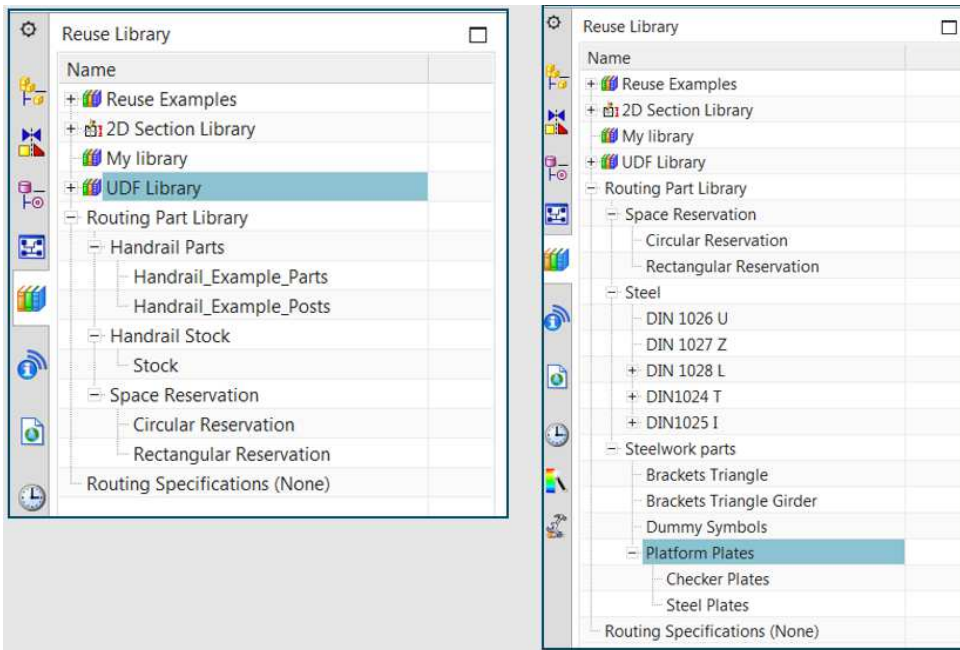 Reuse Library
Name
Reuse Examples
2D Section Library
My library
UDF Library
Routing Part Library
Handrail Parts
Handrail_Example_Parts
Handrail_Example_Posts
Handrail Stock
Stock
Space Reservation
Circular Reservation
Rectangular Reservation
Routing Specifications (None)
Reuse Library
Name
Reuse Examples
2D Section Library
My library
UDF Library
Routing Part Library
Space Reservation
Circular Reservation
Rectangular Reservation
Steel
DIN 1026 U
DIN 1027 Z
DIN 1028 L
DIN1024 T
DIN1025 I
Steelwork parts
Brackets Triangle
Brackets Triangle Girder
Dummy Symbols
Platform Plates
Checker Plates
Steel Plates
Routing Specifications (None)